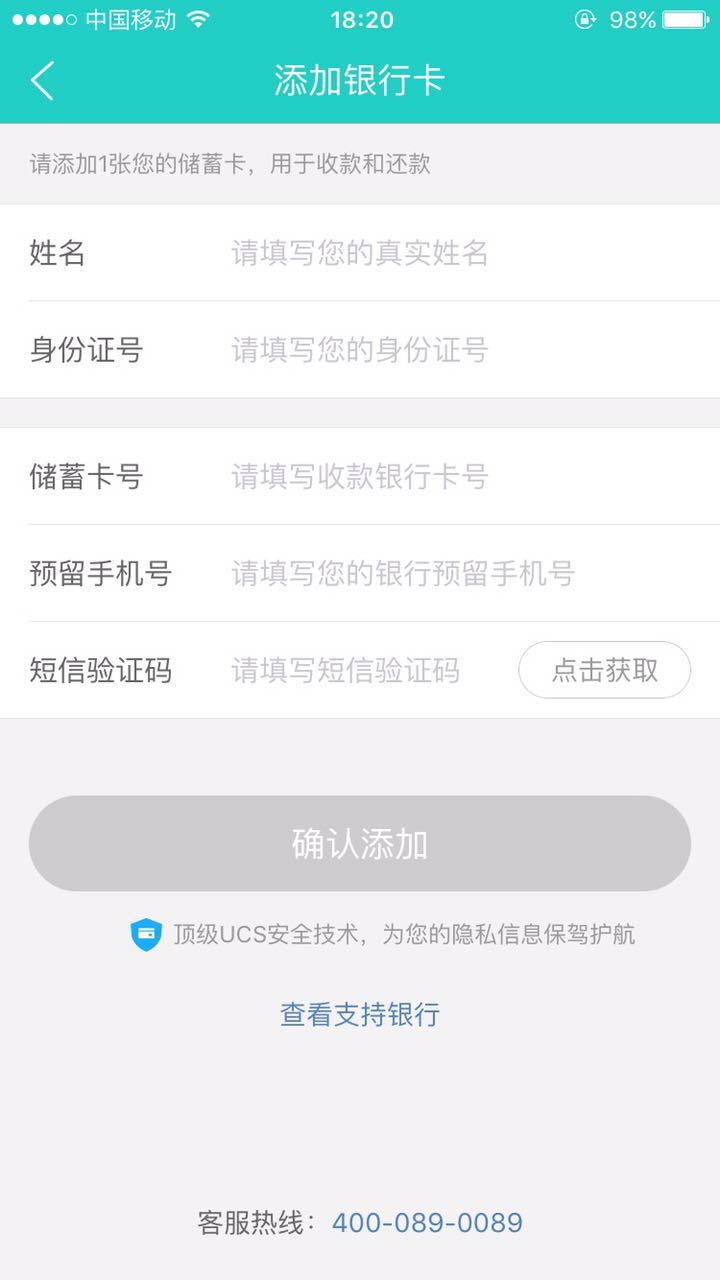 中国移动 18:20 98%
添加银行卡
请添加1张您的储蓄卡，用于收款和还款
姓名 请填写您的真实姓名
身份证号 请填写您的身份证号
储蓄卡号 请填写收款银行卡号
预留手机号 请填写您的银行预留手机号
短信验证码 请填写短信验证码 点击获取
确认添加
顶级UCS安全技术，为您的隐私信息保驾护航
查看支持银行
客服热线：400-089-0089